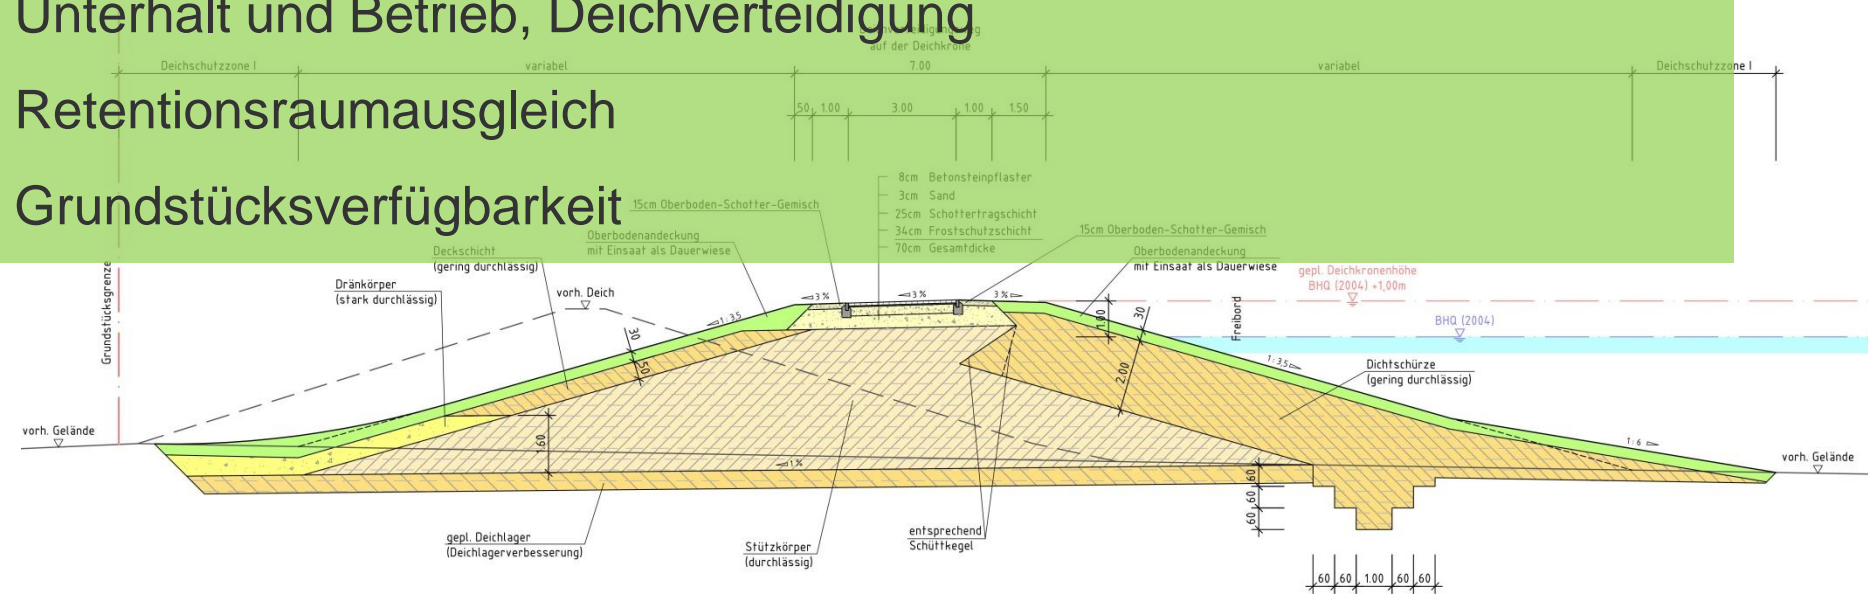 Unterhalt und Betrieb, Deichverteidigung
auf der Deichkrone
Deichschutzzone I
variabel
7.00
variabel
Deichschutzzone I
Retentionsraumausgleich
50
1.00
3.00
1.00
1.50
Grundstücksverfügbarkeit
8cm Betonsteinpflaster
3cm Sand
25cm Schottertragschicht
34cm Frostschutzschicht
70cm Gesamtdicke
15cm Oberboden-Schotter-Gemisch
Oberbodenandeckung
mit Einsaat als Dauerwiese
15cm Oberboden-Schotter-Gemisch
Oberbodenandeckung
mit Einsaat als Dauerwiese
Deckschicht
(gering durchlässig)
Grundstücksgrenze
Dränkörper
(stark durchlässig)
vorh. Deich
3%
3%
3%
gepl. Deichkronenhöhe
BHQ (2004) +1,00m
Freibord
BHQ (2004)
1:3,5
30
50
1.00
30
2.00
1:3,5
Dichtschürze
(gering durchlässig)
vorh. Gelände
1.60
1%
1:6
vorh. Gelände
60
60
60
gepl. Deichlager
(Deichlagerverbesserung)
Stützkörper
(durchlässig)
entsprechend
Schüttkegel
60
60
1.00
60
60